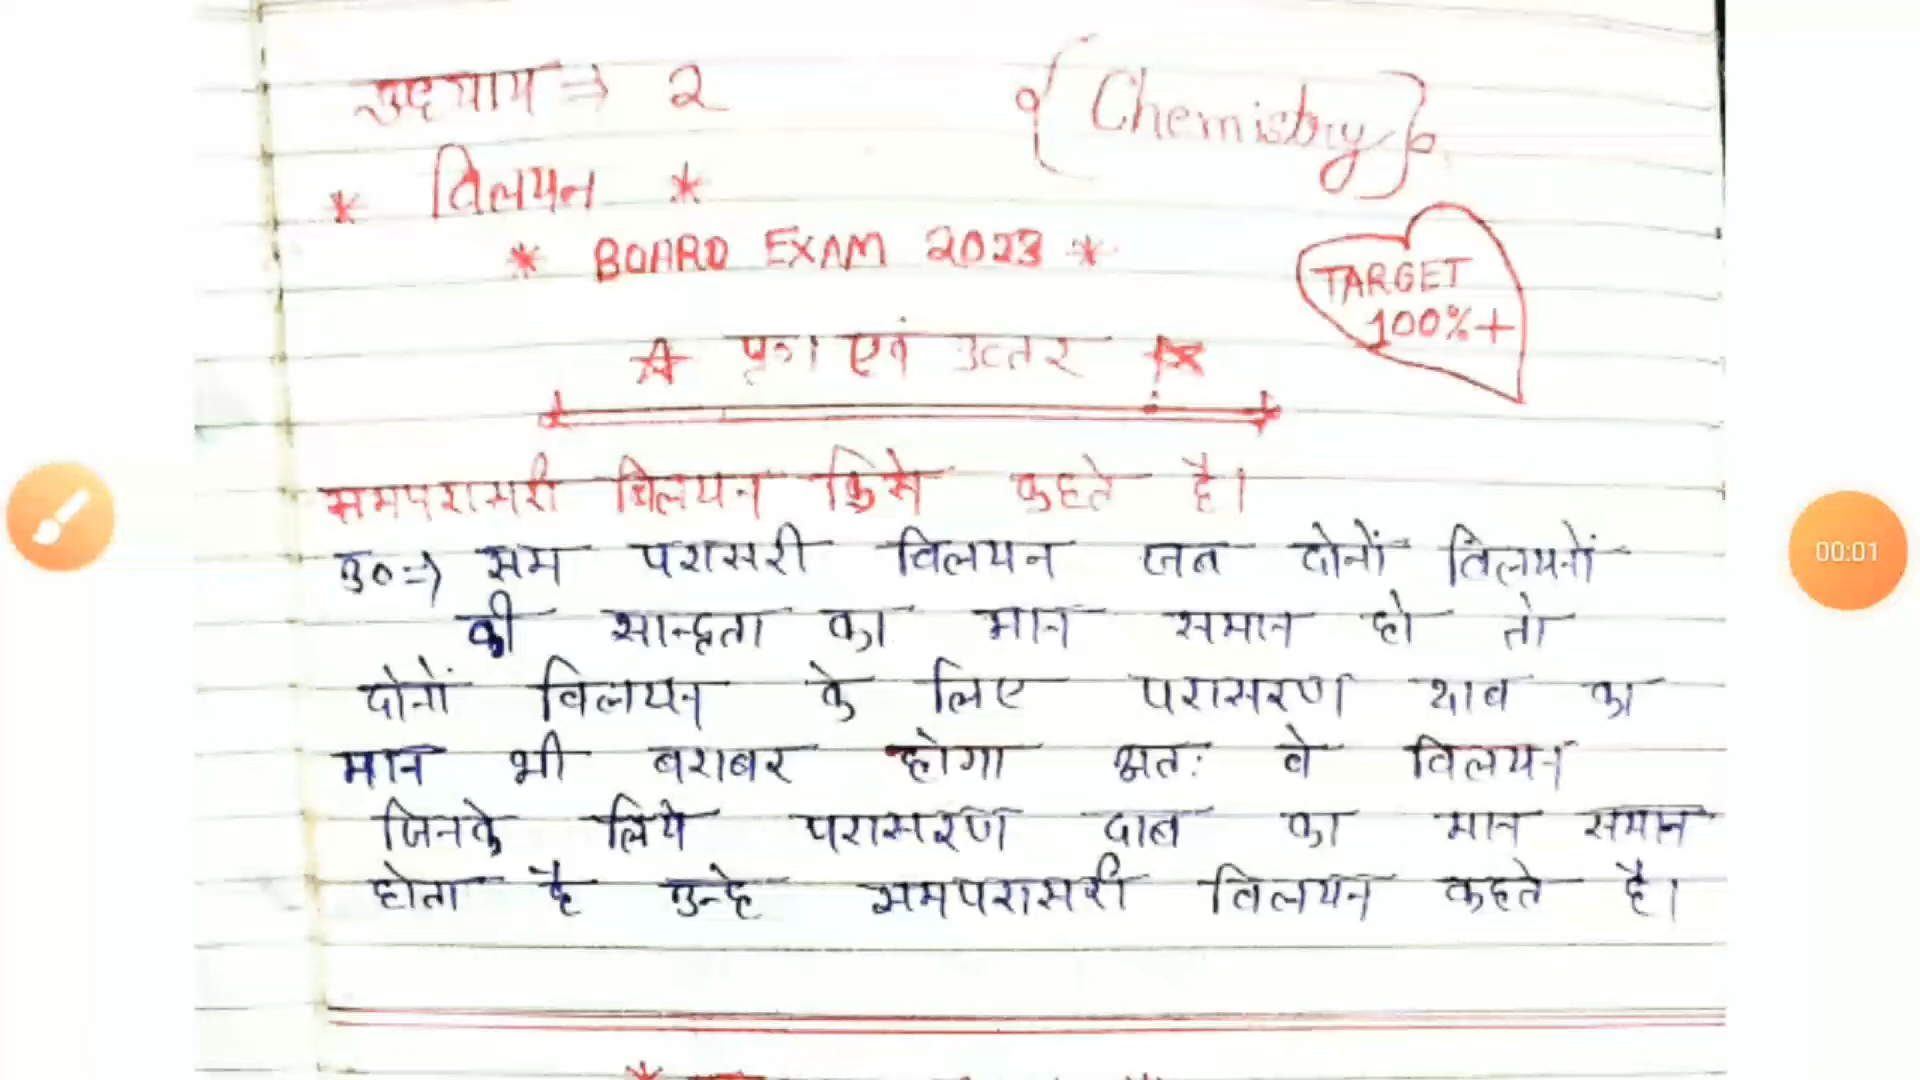 अध्याय ⇒ 2
{Chemistry}
* विलयन *
* BOARD EXAM 2023 *
TARGET
100%+
प्रश्न एवं उत्तर
समपरासरी विलयन किसे कहते है।
उ०⇒ सम परासरी विलयन जब दोनों विलयनों
की सान्द्रता का मान समान हो तो
दोनों विलयन के लिए परासरण दाब का
मान भी बराबर होगा अतः वे विलयन
जिनके लिये परासरण दाब का मान समान
होता है उन्हे समपरासरी विलयन कहते है।
00:01